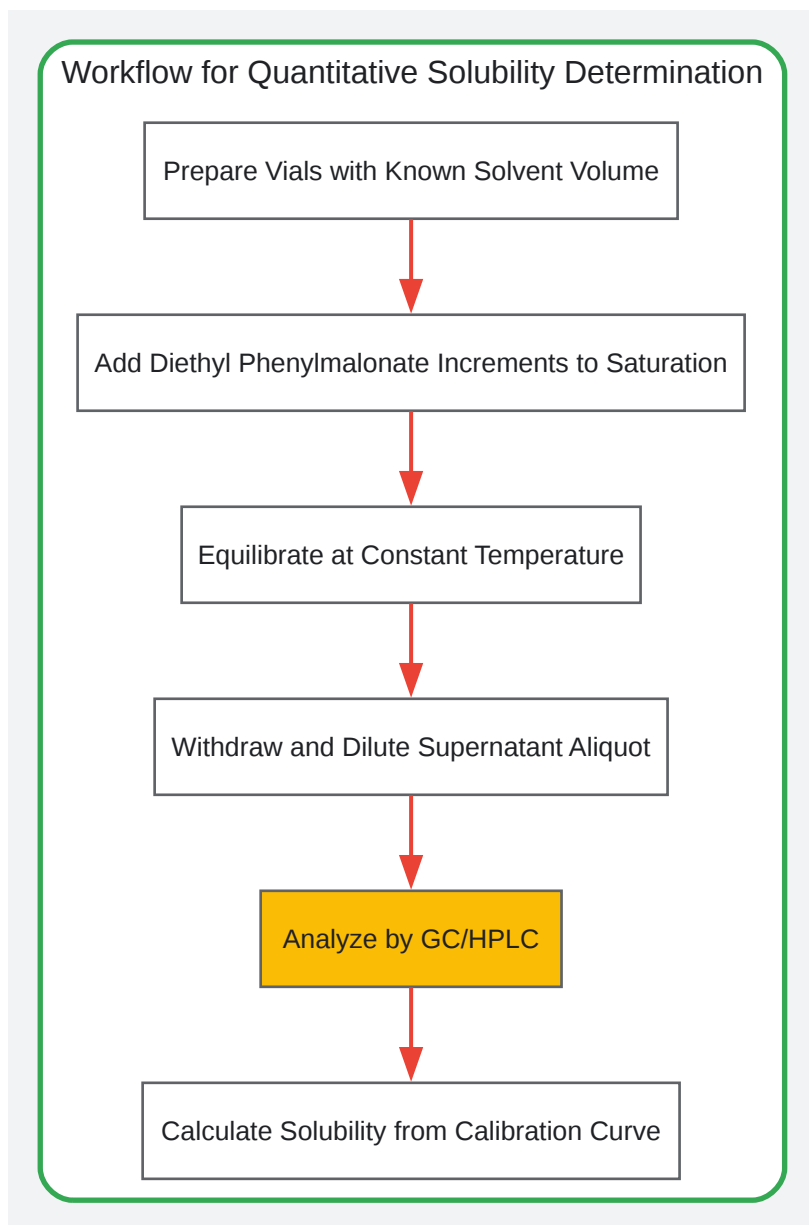 Workflow for Quantitative Solubility Determination
Prepare Vials with Known Solvent Volume
Add Diethyl Phenylmalonate Increments to Saturation
Equilibrate at Constant Temperature
Withdraw and Dilute Supernatant Aliquot
Analyze by GC/HPLC
Calculate Solubility from Calibration Curve